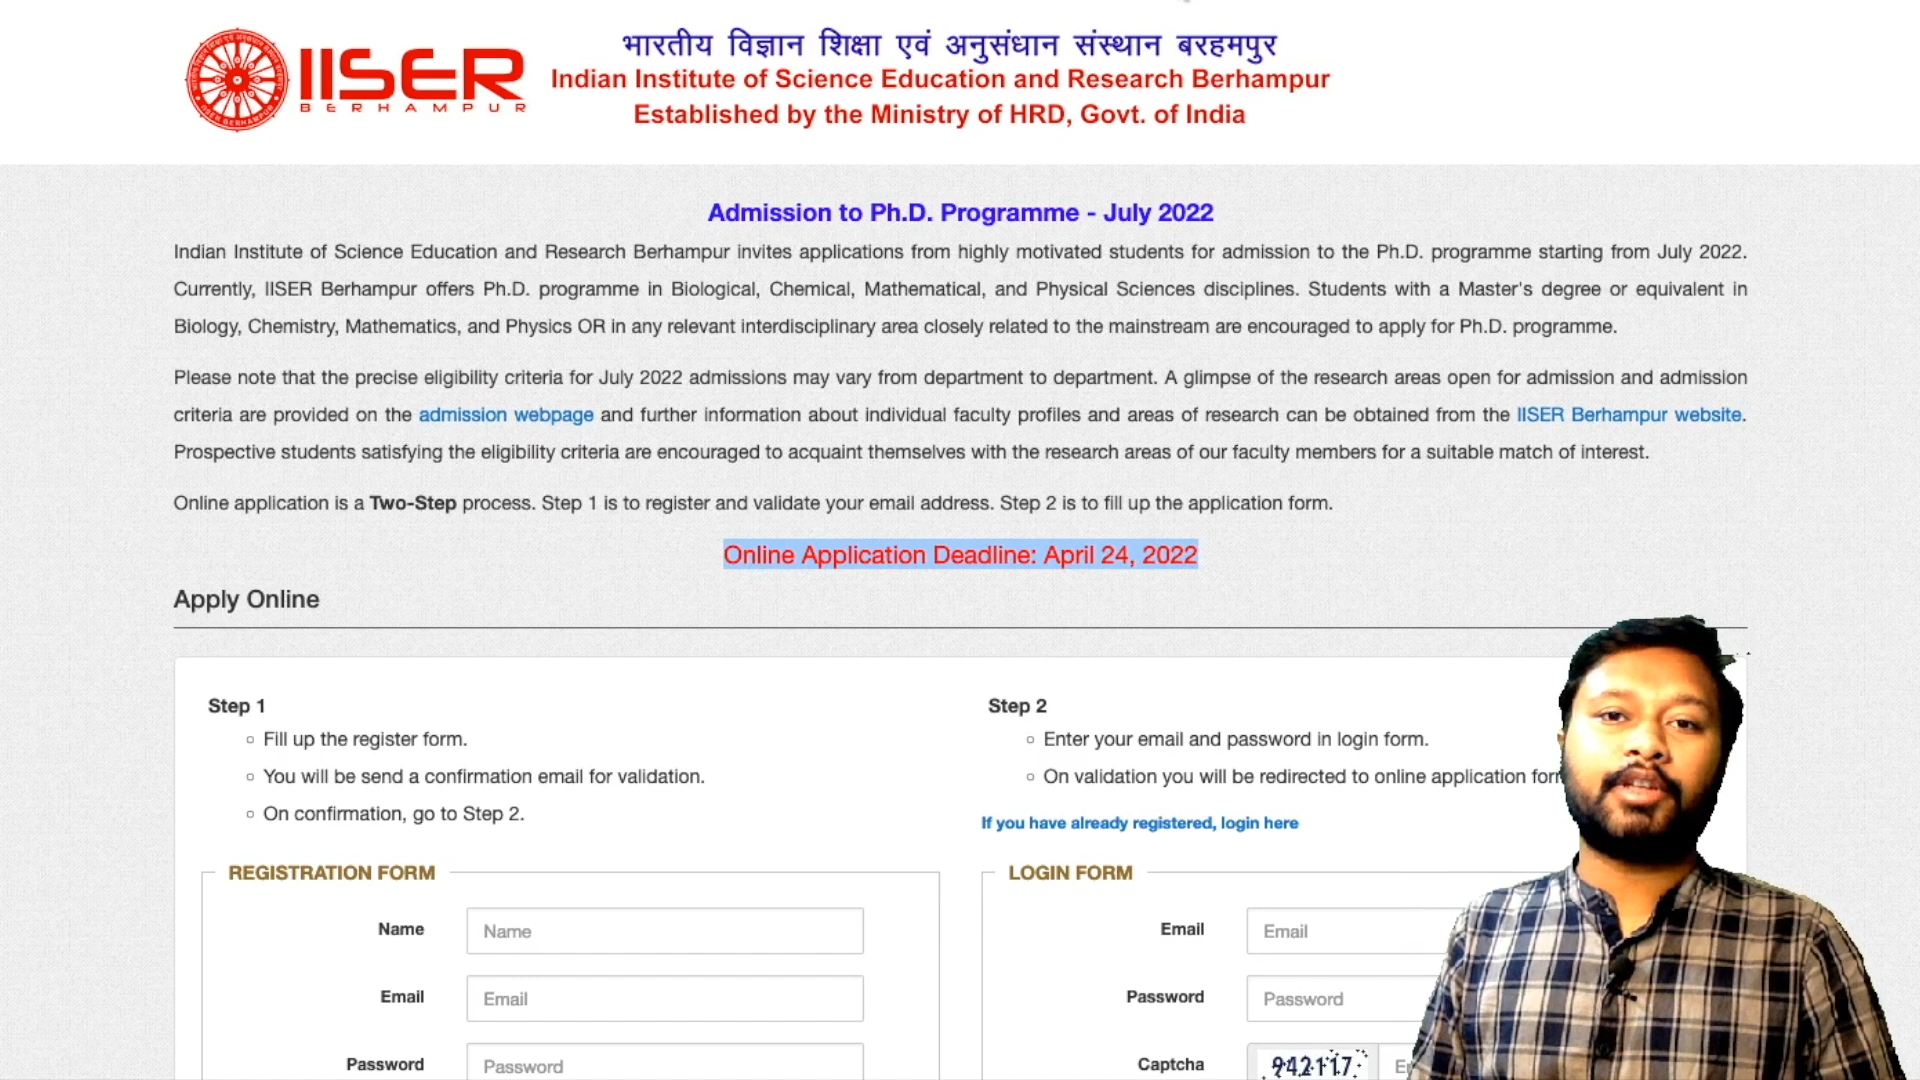 IISER
BERHAMPUR
भारतीय विज्ञान शिक्षा एवं अनुसंधान संस्थान बरहमपुर
Indian Institute of Science Education and Research Berhampur
Established by the Ministry of HRD, Govt. of India
Admission to Ph.D. Programme - July 2022
Indian Institute of Science Education and Research Berhampur invites applications from highly motivated students for admission to the Ph.D. programme starting from July 2022.
Currently, IISER Berhampur offers Ph.D. programme in Biological, Chemical, Mathematical, and Physical Sciences disciplines. Students with a Master's degree or equivalent in
Biology, Chemistry, Mathematics, and Physics OR in any relevant interdisciplinary area closely related to the mainstream are encouraged to apply for Ph.D. programme.
Please note that the precise eligibility criteria for July 2022 admissions may vary from department to department. A glimpse of the research areas open for admission and admission
criteria are provided on the admission webpage and further information about individual faculty profiles and areas of research can be obtained from the IISER Berhampur website.
Prospective students satisfying the eligibility criteria are encouraged to acquaint themselves with the research areas of our faculty members for a suitable match of interest.
Online application is a Two-Step process. Step 1 is to register and validate your email address. Step 2 is to fill up the application form.
Online Application Deadline: April 24, 2022
Apply Online
Step 1
Fill up the register form.
You will be send a confirmation email for validation.
On confirmation, go to Step 2.
Step 2
Enter your email and password in login form.
On validation you will be redirected to online application
If you have already registered, login here
REGISTRATION FORM
Name
Name
Email
Email
Password
Password
LOGIN FORM
Email
Email
Password
Password
Captcha
942117